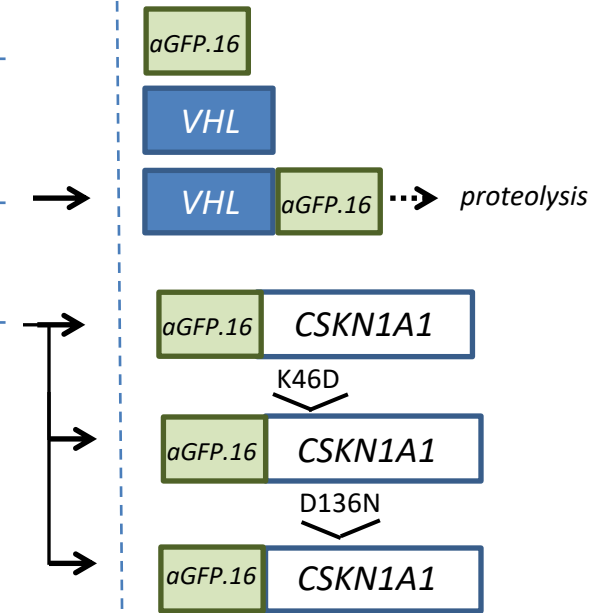 aGFP.16
VHL
VHL aGFP.16 proteolysis
aGFP.16 CSKN1A1
K46D
aGFP.16 CSKN1A1
D136N
aGFP.16 CSKN1A1